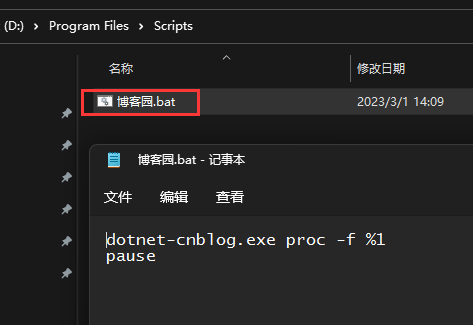 (D:) > Program Files > Scripts
名称 修改日期
博客园.bat 2023/3/1 14:09
博客园.bat - 记事本
文件 编辑 查看
dotnet-cnblog.exe proc -f %1
pause